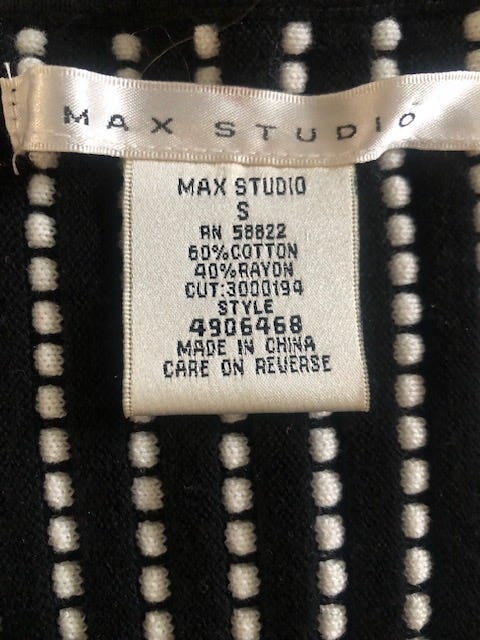 MAX STUDIO
MAX STUDIO
S
RN 58822
60%COTTON
40%RAYON
CUT:3000194
STYLE
4906468
MADE IN CHINA
CARE ON REVERSE